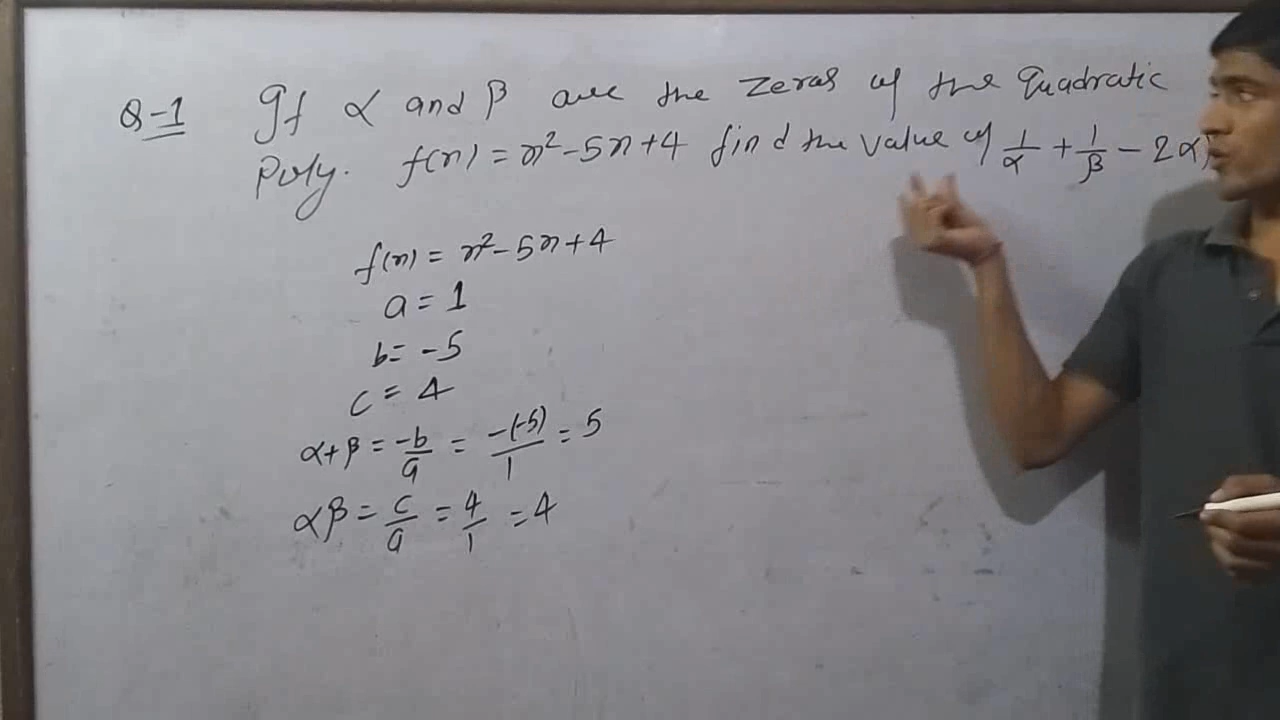 Q-1 If α and β are the zeros of the Quadratic
Poly. f(x) = x² - 5x + 4 find the value of 1/α + 1/β - 2α
f(x) = x² - 5x + 4
a = 1
b = -5
c = 4
α+β = -b/a = -(-5)/1 = 5
αβ = c/a = 4/1 = 4